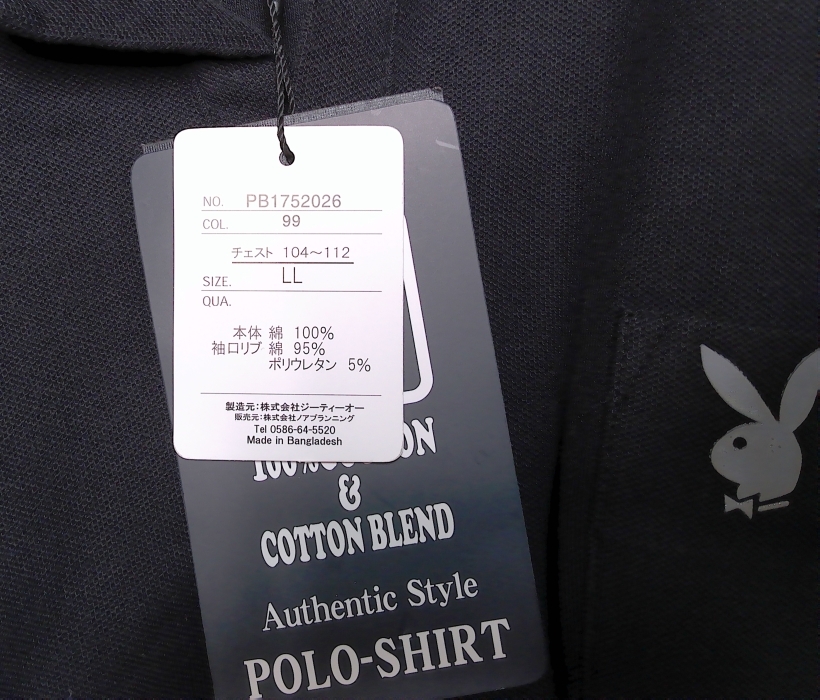 NO. PB1752026
COL. 99
チェスト 104～112
SIZE. LL
QUA.
本体 綿 100%
袖口リブ 綿 95%
ポリウレタン 5%
製造元:株式会社ジーティーオー
販売元:株式会社ノアプランニング
Tel 0586-64-5520
Made in Bangladesh
100%
&
COTTON BLEND
Authentic Style
POLO-SHIRT